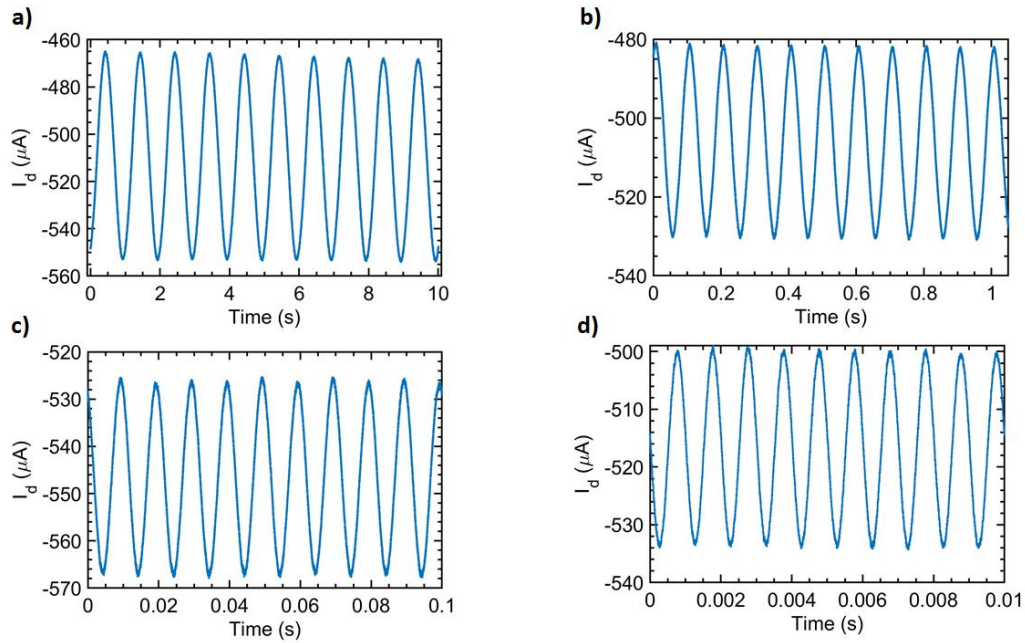 a)
-460
-480
-500
-520
-540
-560
I_d (μA)
0 2 4 6 8 10
Time (s)
b)
-480
-500
-520
-540
I_d (μA)
0 0.2 0.4 0.6 0.8 1
Time (s)
c)
-520
-530
-540
-550
-560
-570
I_d (μA)
0 0.02 0.04 0.06 0.08 0.1
Time (s)
d)
-500
-510
-520
-530
-540
I_d (μA)
0 0.002 0.004 0.006 0.008 0.01
Time (s)